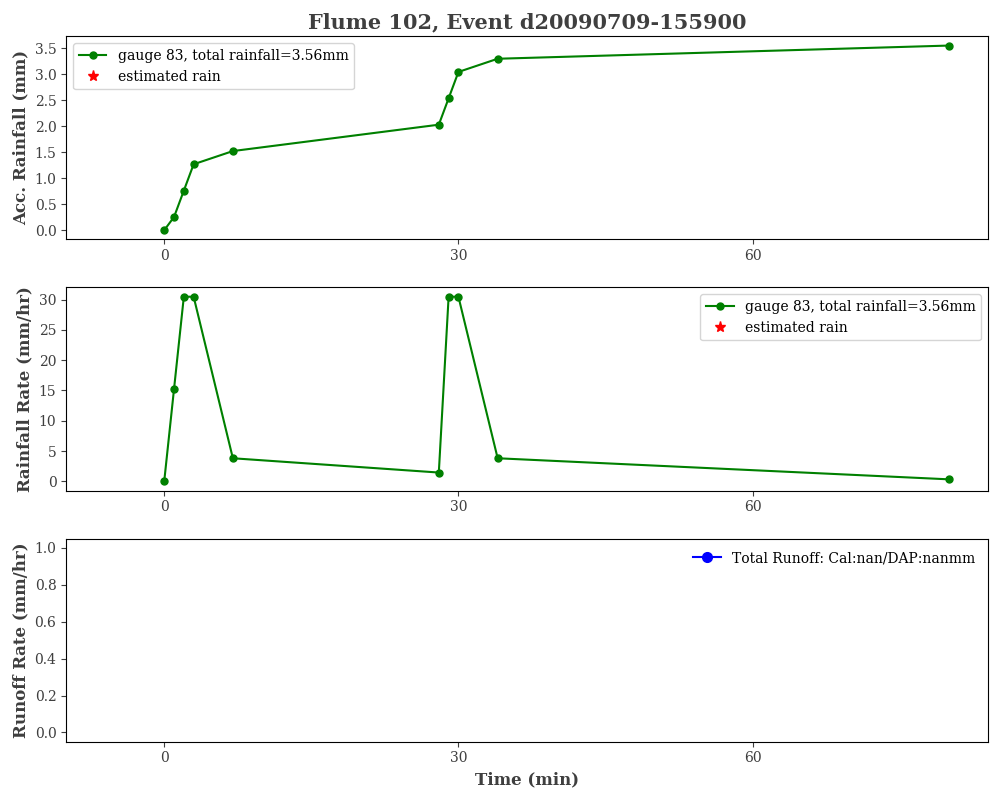 Flume 102, Event d20090709-155900
Acc. Rainfall (mm)
3.5
3.0
2.5
2.0
1.5
1.0
0.5
0.0
gauge 83, total rainfall=3.56mm
estimated rain
0 30 60
Rainfall Rate (mm/hr)
30
25
20
15
10
5
0
gauge 83, total rainfall=3.56mm
estimated rain
0 30 60
Runoff Rate (mm/hr)
1.0
0.8
0.6
0.4
0.2
0.0
Total Runoff: Cal:nan/DAP:nanmm
0 30 60
Time (min)